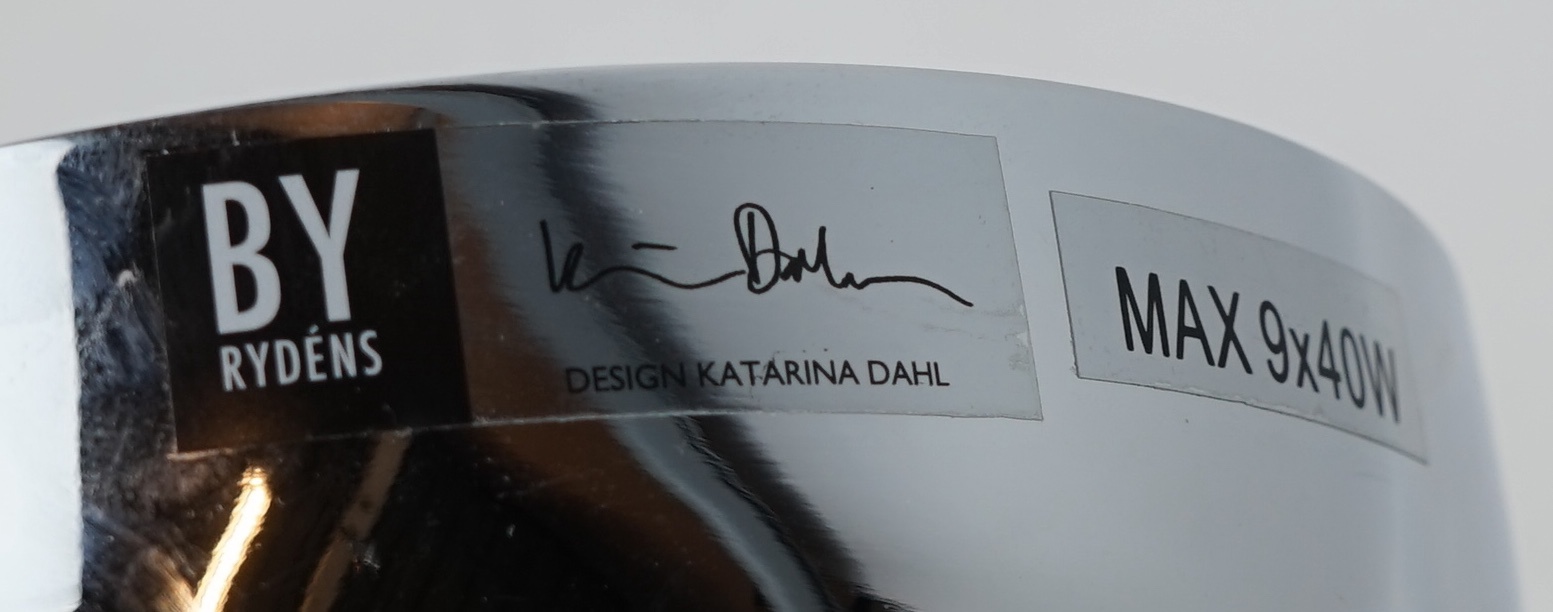 BY
RYDÉNS
DESIGN KATARINA DAHL
MAX 9x40W